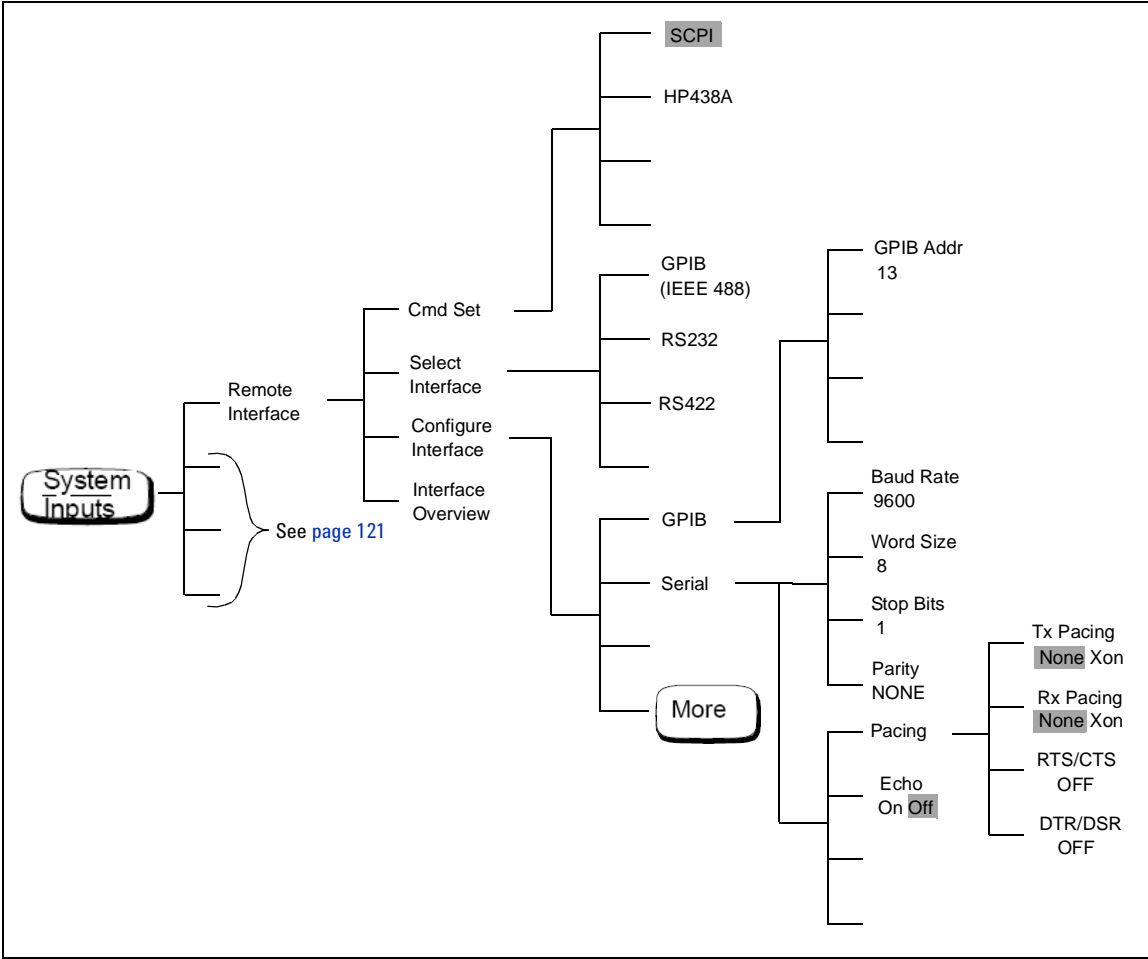 SCPI
HP438A
GPIB
(IEEE 488)
RS232
RS422
GPIB Addr
13
Cmd Set
Select
Interface
Configure
Interface
Interface
Overview
Remote
Interface
System
Inputs
See page 121
GPIB
Serial
More
Baud Rate
9600
Word Size
8
Stop Bits
1
Parity
NONE
Pacing
Echo
On Off
Tx Pacing
None Xon
Rx Pacing
None Xon
RTS/CTS
OFF
DTR/DSR
OFF